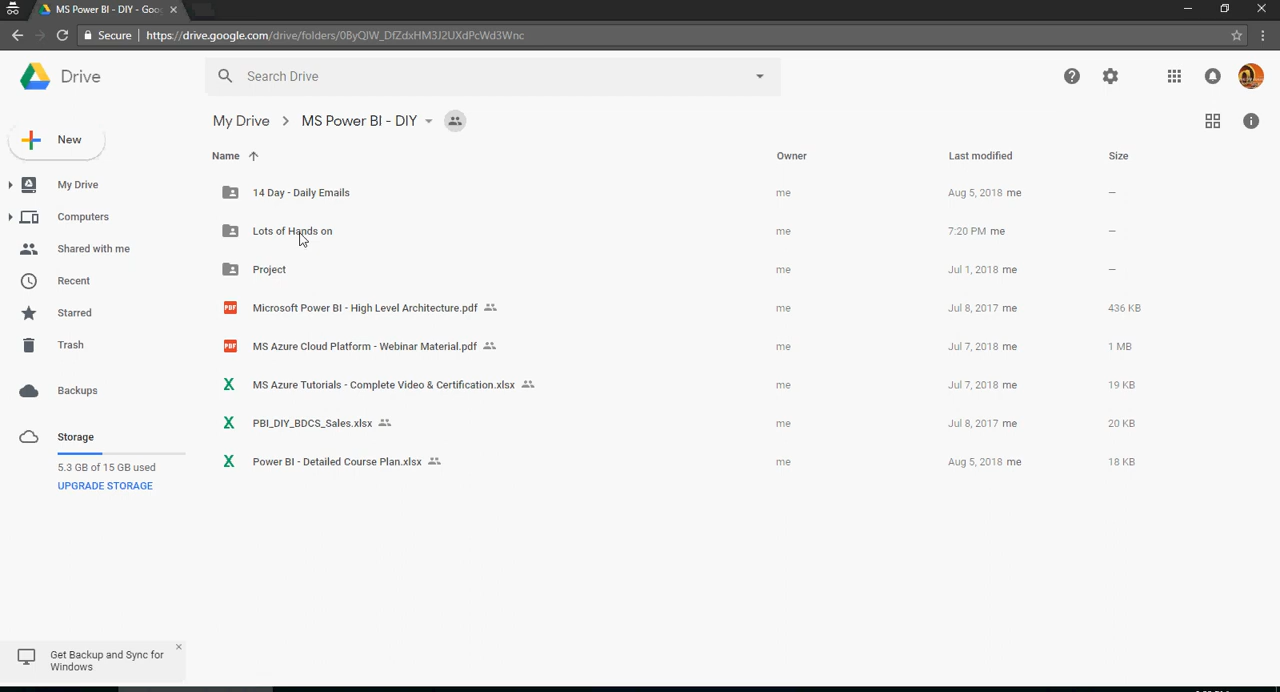 MS Power BI - DIY - Goo
Secure | https://drive.google.com/drive/folders/0ByQIW_DfZdxHM3J2UXdPcWd3Wnc
Drive
Search Drive
My Drive > MS Power BI - DIY
New
Name Owner Last modified Size
My Drive
Computers
Shared with me
Recent
Starred
Trash
Backups
Storage
5.3 GB of 15 GB used
UPGRADE STORAGE
14 Day - Daily Emails me Aug 5, 2018 me —
Lots of Hands on me 7:20 PM me —
Project me Jul 1, 2018 me —
PDF Microsoft Power BI - High Level Architecture.pdf me Jul 8, 2017 me 436 KB
PDF MS Azure Cloud Platform - Webinar Material.pdf me Jul 7, 2018 me 1 MB
X MS Azure Tutorials - Complete Video & Certification.xlsx me Jul 7, 2018 me 19 KB
X PBI_DIY_BDCS_Sales.xlsx me Jul 8, 2017 me 20 KB
X Power BI - Detailed Course Plan.xlsx me Aug 5, 2018 me 18 KB
Get Backup and Sync for
Windows